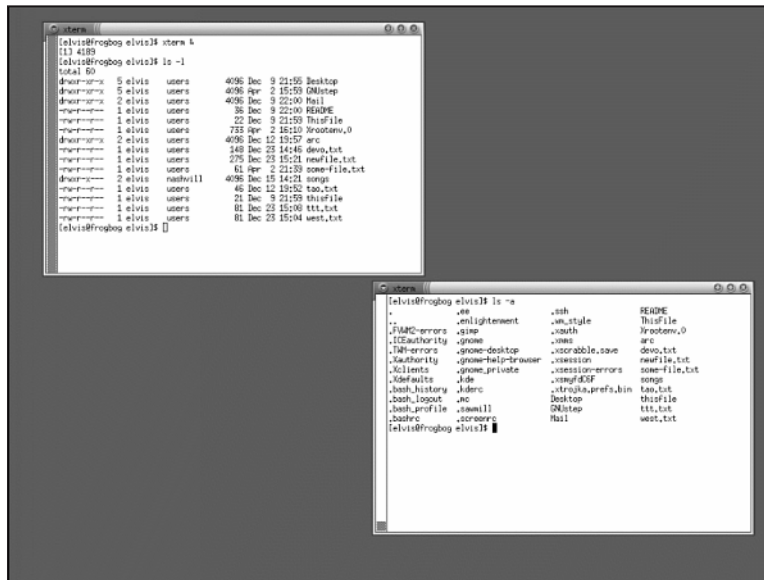 xterm
[elvis@frogbog elvis]$ xterm &
[1] 4189
[elvis@frogbog elvis]$ ls -l
total 60
drwxr-xr-x 5 elvis users 4096 Dec 9 21:55 Desktop
drwxr-xr-x 5 elvis users 4096 Apr 2 15:59 GNUstep
drwxr-xr-x 2 elvis users 4096 Dec 9 22:00 Mail
-rw-r--r-- 1 elvis users 36 Dec 9 22:00 README
-rw-r--r-- 1 elvis users 22 Dec 9 21:59 ThisFile
-rw-r--r-- 1 elvis users 733 Apr 2 16:10 Xrootenv.0
drwxr-xr-x 2 elvis users 4096 Dec 12 19:57 arc
-rw-r--r-- 1 elvis users 148 Dec 23 14:46 devo.txt
-rw-r--r-- 1 elvis users 275 Dec 23 15:21 newfile.txt
-rw-r--r-- 1 elvis users 61 Apr 2 21:39 some-file.txt
drwxr-x--- 2 elvis nashvill 4096 Dec 15 14:21 songs
-rw-r--r-- 1 elvis users 46 Dec 12 19:52 tao.txt
-rw-r--r-- 1 elvis users 21 Dec 9 21:59 thisfile
-rw-r--r-- 1 elvis users 81 Dec 23 15:08 ttt.txt
-rw-r--r-- 1 elvis users 81 Dec 23 15:04 west.txt
[elvis@frogbog elvis]$
xterm
[elvis@frogbog elvis]$ ls -a
. .ee .ssh README
.. .enlightenment .wm_style ThisFile
.FVWM2-errors .gimp .xauth Xrootenv.0
.ICEauthority .gnome .xmms arc
.TWM-errors .gnome-desktop .xscrabble.save devo.txt
.Xauthority .gnome-help-browser .xsession newfile.txt
.Xclients .gnome_private .xsession-errors some-file.txt
.Xdefaults .kde songs
.bash_history .kderc .xtrojka.prefs.bin tao.txt
.bash_logout .mc Desktop thisfile
.bash_profile .sawmill GNUstep ttt.txt
.bashrc .screenrc Mail west.txt
[elvis@frogbog elvis]$